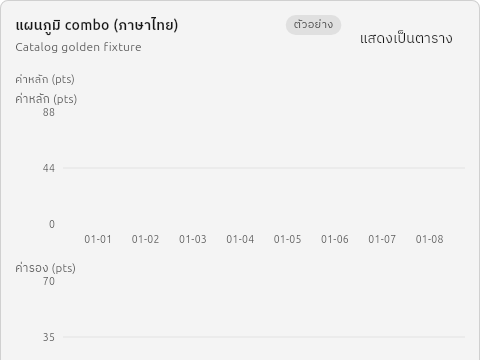 แผนภูมิ combo (ภาษาไทย)
ตัวอย่าง
แสดงเป็นตาราง
Catalog golden fixture
ค่าหลัก (pts)
ค่าหลัก (pts)
88
44
0
01-01 01-02 01-03 01-04 01-05 01-06 01-07 01-08
ค่ารอง (pts)
70
35